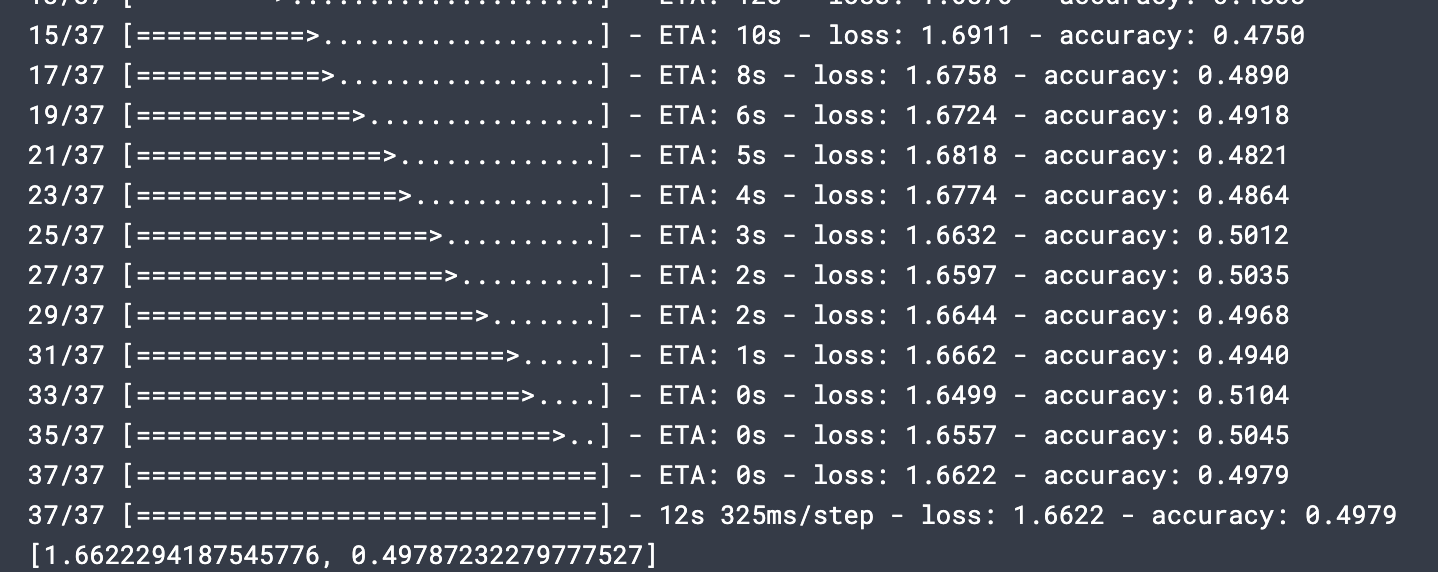 15/37 [===========>..................] - ETA: 10s - loss: 1.6911 - accuracy: 0.4750
17/37 [============>.................] - ETA: 8s - loss: 1.6758 - accuracy: 0.4890
19/37 [==============>...............] - ETA: 6s - loss: 1.6724 - accuracy: 0.4918
21/37 [================>.............] - ETA: 5s - loss: 1.6818 - accuracy: 0.4821
23/37 [=================>............] - ETA: 4s - loss: 1.6774 - accuracy: 0.4864
25/37 [===================>..........] - ETA: 3s - loss: 1.6632 - accuracy: 0.5012
27/37 [====================>.........] - ETA: 2s - loss: 1.6597 - accuracy: 0.5035
29/37 [======================>.......] - ETA: 2s - loss: 1.6644 - accuracy: 0.4968
31/37 [========================>.....] - ETA: 1s - loss: 1.6662 - accuracy: 0.4940
33/37 [=========================>....] - ETA: 0s - loss: 1.6499 - accuracy: 0.5104
35/37 [===========================>..] - ETA: 0s - loss: 1.6557 - accuracy: 0.5045
37/37 [==============================] - ETA: 0s - loss: 1.6622 - accuracy: 0.4979
37/37 [==============================] - 12s 325ms/step - loss: 1.6622 - accuracy: 0.4979
[1.6622294187545776, 0.49787232279777527]